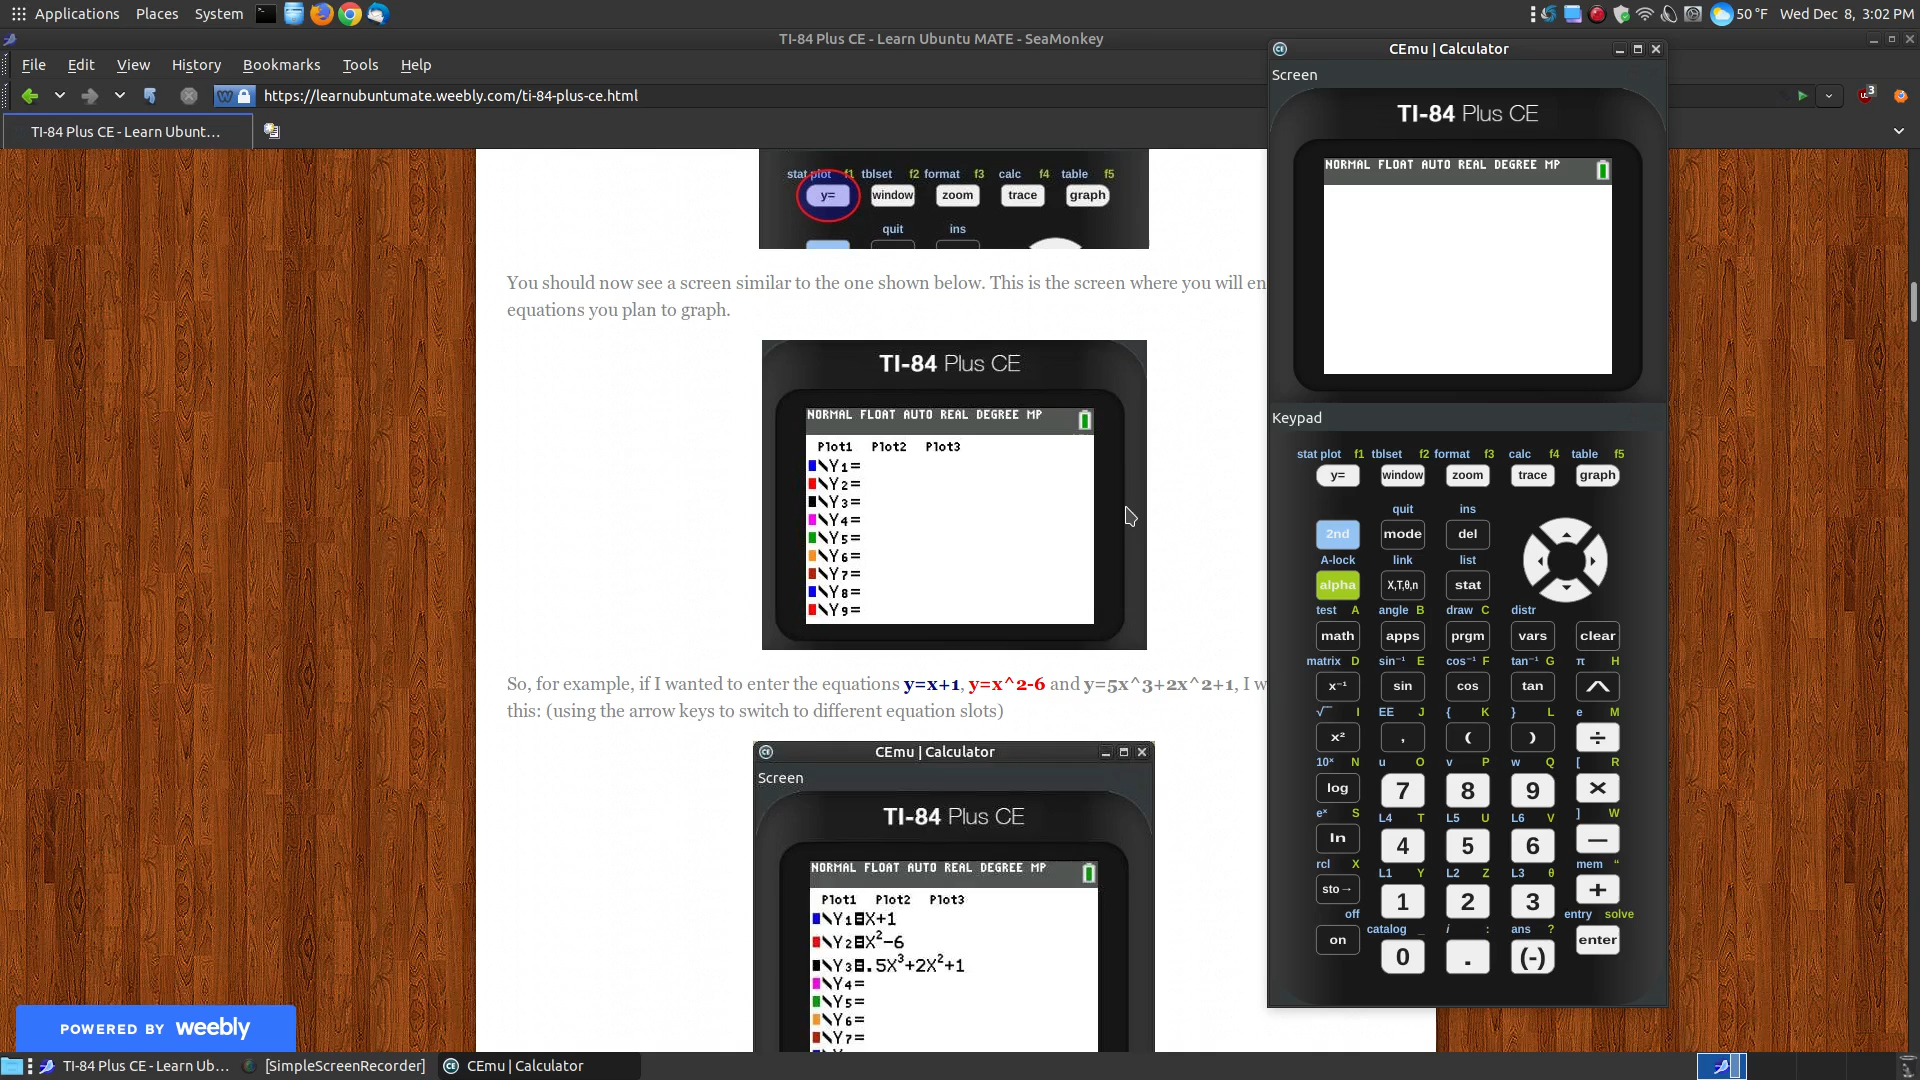 Applications Places System 50 °F Wed Dec 8, 3:02 PM
TI-84 Plus CE - Learn Ubuntu MATE - SeaMonkey
File Edit View History Bookmarks Tools Help
https://learnubuntumate.weebly.com/ti-84-plus-ce.html
3
TI-84 Plus CE - Learn Ubunt...
stat plot f1 tblset f2 format f3 calc f4 table f5
y= window zoom trace graph
quit ins
You should now see a screen similar to the one shown below. This is the screen where you will en
equations you plan to graph.
TI-84 Plus CE
NORMAL FLOAT AUTO REAL DEGREE MP
Plot1 Plot2 Plot3
\Y1=
\Y2=
\Y3=
\Y4=
\Y5=
\Y6=
\Y7=
\Y8=
\Y9=
So, for example, if I wanted to enter the equations y=x+1, y=x^2-6 and y=5x^3+2x^2+1, I w
this: (using the arrow keys to switch to different equation slots)
CEmu | Calculator
Screen
TI-84 Plus CE
NORMAL FLOAT AUTO REAL DEGREE MP
Plot1 Plot2 Plot3
\Y1=X+1
\Y2=X²-6
\Y3=.5X³+2X²+1
\Y4=
\Y5=
\Y6=
\Y7=
CEmu | Calculator
Screen
TI-84 Plus CE
NORMAL FLOAT AUTO REAL DEGREE MP
Keypad
stat plot f1 tblset f2 format f3 calc f4 table f5
y= window zoom trace graph
quit ins
2nd mode del
A-lock link list
alpha X,T,θ,n stat
test A angle B draw C distr
math apps prgm vars clear
matrix D sin⁻¹ E cos⁻¹ F tan⁻¹ G π H
x⁻¹ sin cos tan ^
√ I EE J { K } L e M
x² , ( ) ÷
10ˣ N u O v P w Q [ R
log 7 8 9 ×
eˣ S L4 T L5 U L6 V ] W
ln 4 5 6 —
rcl X L1 Y L2 Z L3 θ mem “
sto→ 1 2 3 +
off catalog _ i : ans ? entry solve
on 0 . (-) enter
POWERED BY weebly
TI-84 Plus CE - Learn Ub... [SimpleScreenRecorder] CEmu | Calculator